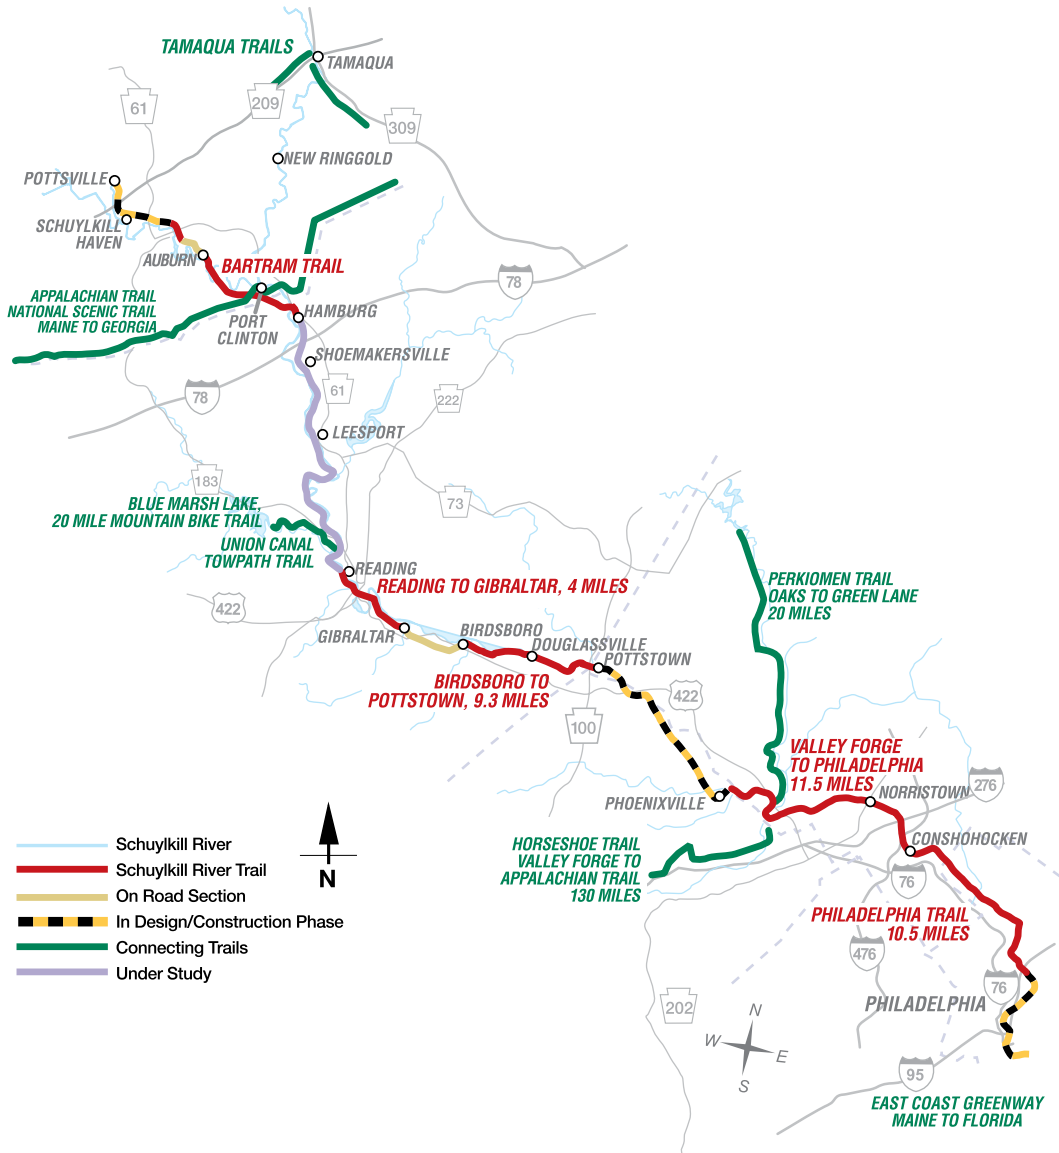 TAMAQUA TRAILS
TAMAQUA
61
209
309
NEW RINGGOLD
POTTSVILLE
SCHUYLKILL
HAVEN
AUBURN
BARTRAM TRAIL
78
APPALACHIAN TRAIL
NATIONAL SCENIC TRAIL
MAINE TO GEORGIA
PORT
CLINTON
HAMBURG
SHOEMAKERSVILLE
78
61
222
LEESPORT
183
73
BLUE MARSH LAKE,
20 MILE MOUNTAIN BIKE TRAIL
UNION CANAL
TOWPATH TRAIL
READING
READING TO GIBRALTAR, 4 MILES
PERKIOMEN TRAIL
OAKS TO GREEN LANE
20 MILES
422
GIBRALTAR
BIRDSBORO
DOUGLASSVILLE
POTTSTOWN
BIRDSBORO TO
POTTSTOWN, 9.3 MILES
422
100
VALLEY FORGE
TO PHILADELPHIA
11.5 MILES
PHOENIXVILLE
NORRISTOWN
276
CONSHOHOCKEN
HORSESHOE TRAIL
VALLEY FORGE TO
APPALACHIAN TRAIL
130 MILES
76
PHILADELPHIA TRAIL
10.5 MILES
476
76
PHILADELPHIA
202
N
W
E
S
95
EAST COAST GREENWAY
MAINE TO FLORIDA
N
Schuylkill River
Schuylkill River Trail
On Road Section
In Design/Construction Phase
Connecting Trails
Under Study